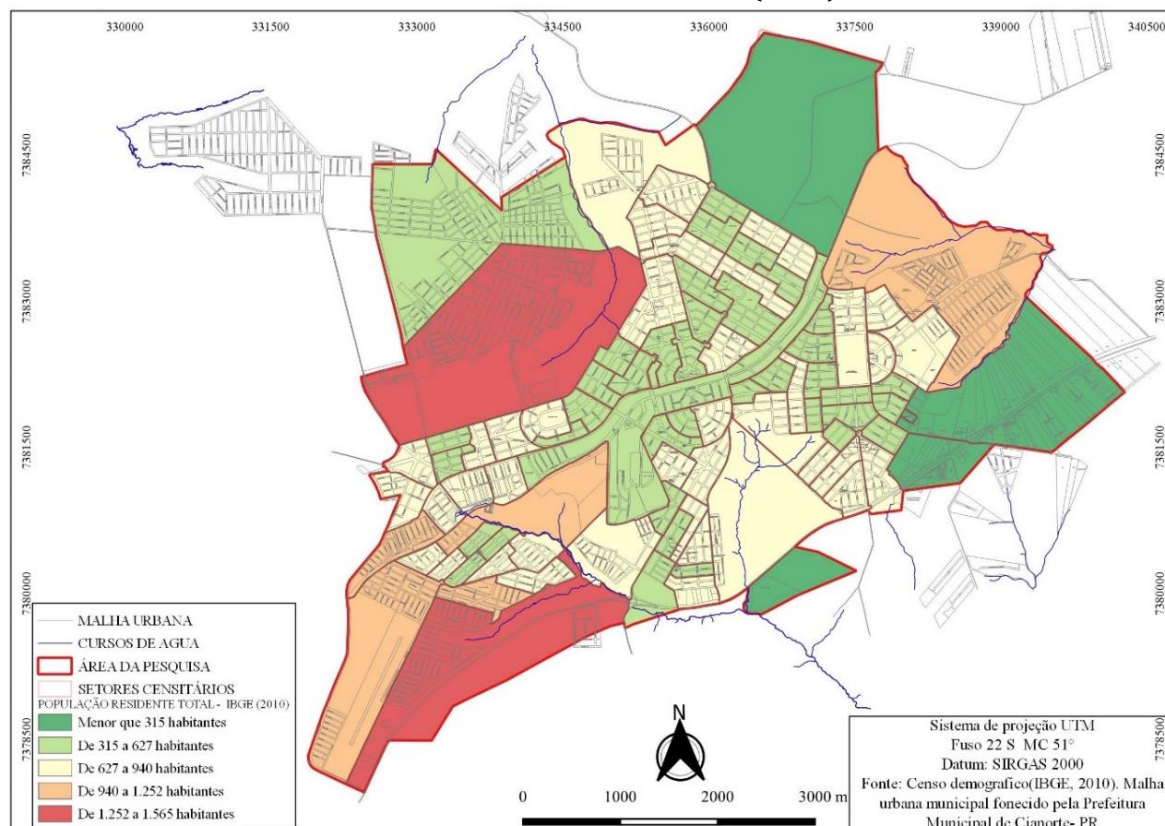 330000 331500 333000 334500 336000 337500 339000 340500
7384500 7384500
7383000 7383000
7381500 7381500
7380000 7380000
7378500 7378500
MALHA URBANA
CURSOS DE AGUA
ÁREA DA PESQUISA
SETORES CENSITÁRIOS
POPULAÇÃO RESIDENTE TOTAL - IBGE (2010)
Menor que 315 habitantes
De 315 a 627 habitantes
De 627 a 940 habitantes
De 940 a 1.252 habitantes
De 1.252 a 1.565 habitantes
N
0 1000 2000 3000 m
Sistema de projeção UTM
Fuso 22 S MC 51°
Datum: SIRGAS 2000
Fonte: Censo demografico(IBGE, 2010). Malha
urbana municipal fonecido pela Prefeitura
Municipal de Cianorte- PR